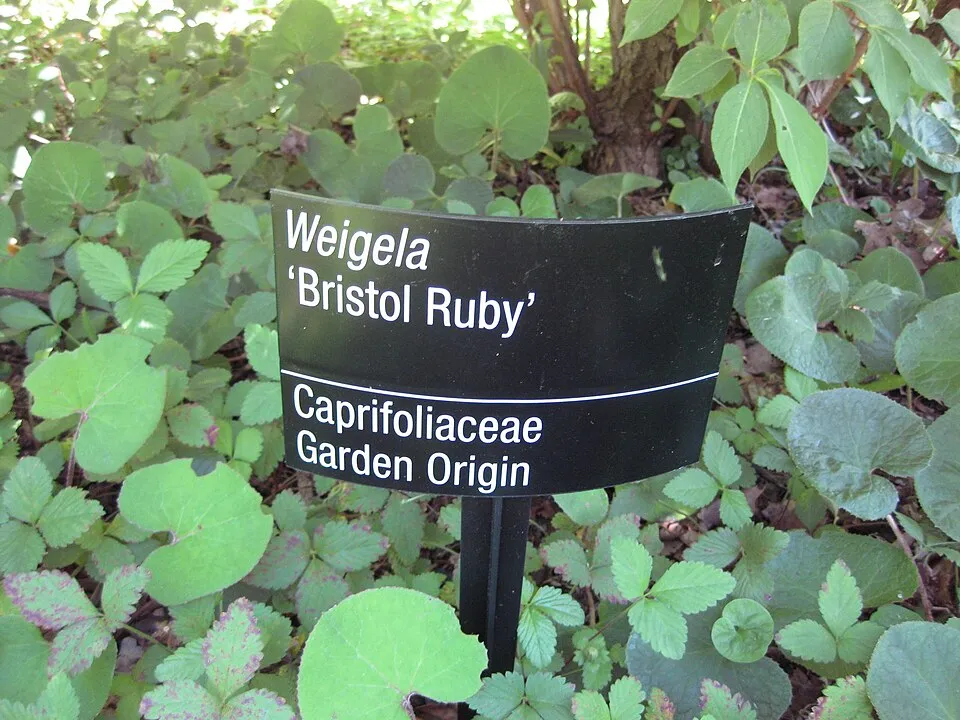 Weigela
‘Bristol Ruby’
Caprifoliaceae
Garden Origin